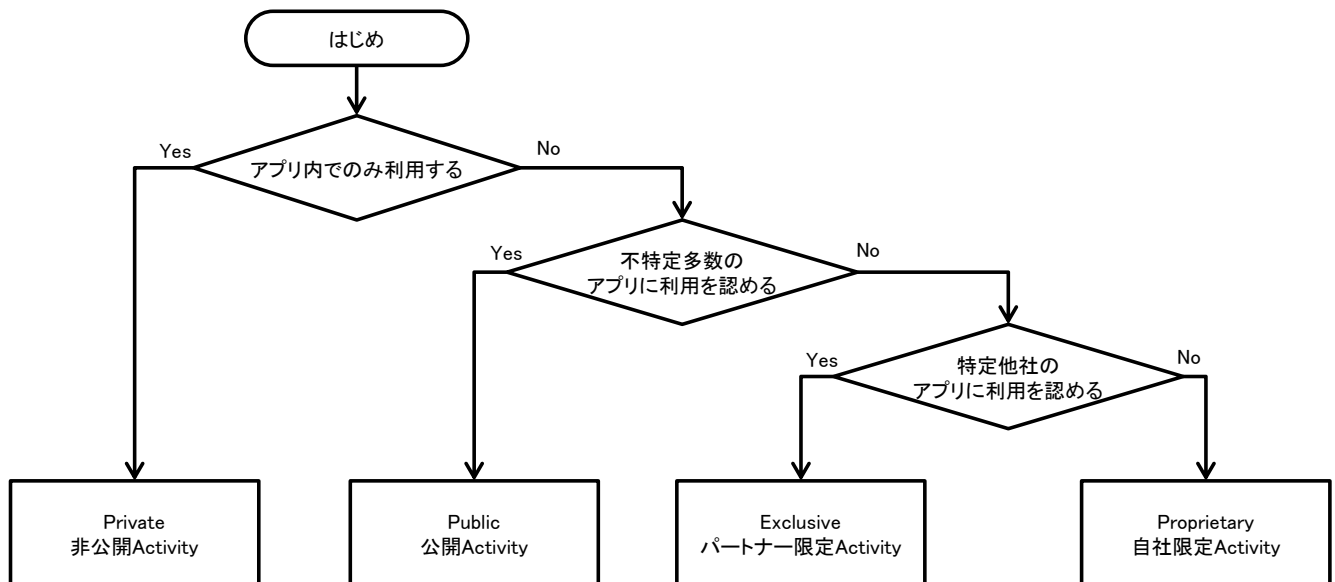 はじめ
アプリ内でのみ利用する
Yes
No
不特定多数の
アプリに利用を認める
Yes
No
特定他社の
アプリに利用を認める
Yes
No
Private
非公開Activity
Public
公開Activity
Exclusive
パートナー限定Activity
Proprietary
自社限定Activity